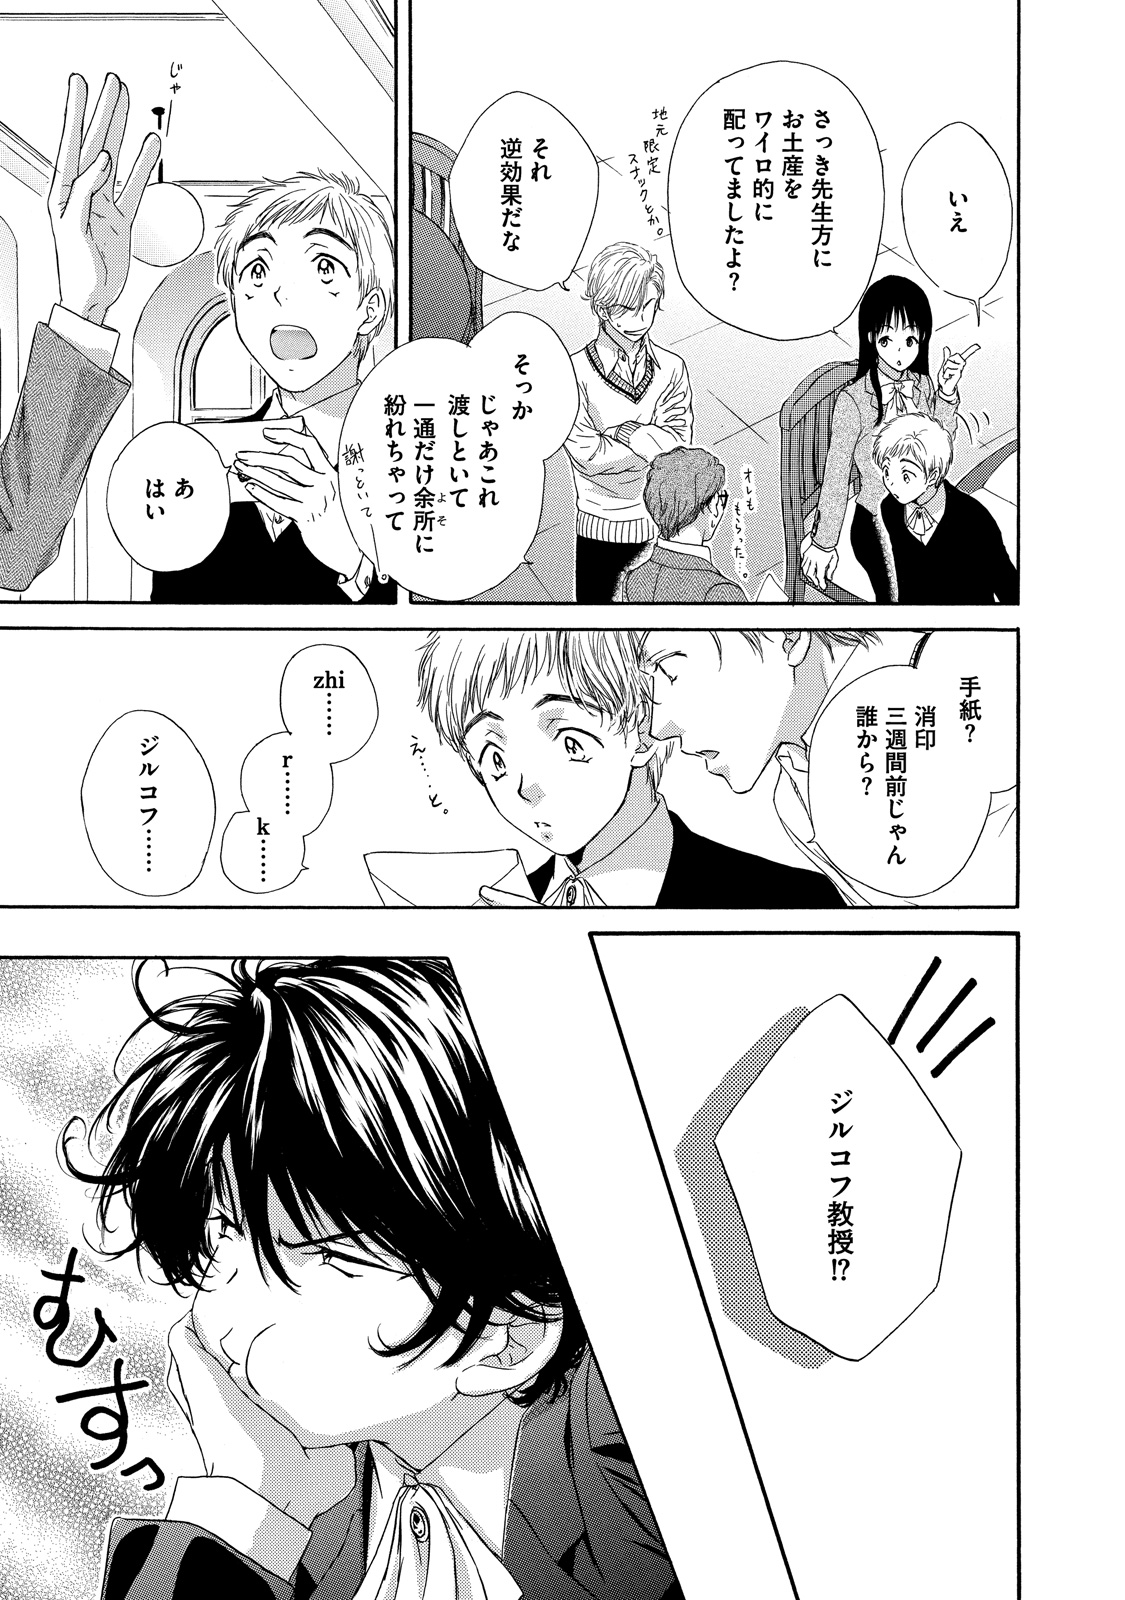 いえ
さっき先生方に
お土産を
ワイロ的に
配ってましたよ？
地元限定
スナックとか。
それ
逆効果だな
オレも
もらった…。
そっか
じゃあこれ
渡しといて
一通だけ余所に
よそ
紛れちゃって
謝っといて。
じゃ
あ
はい
手紙？
消印
三週間前じゃん
誰から？
え…と。
zhi……
r……
k……
ジルコフ……
ジルコフ教授⁉
むすっ